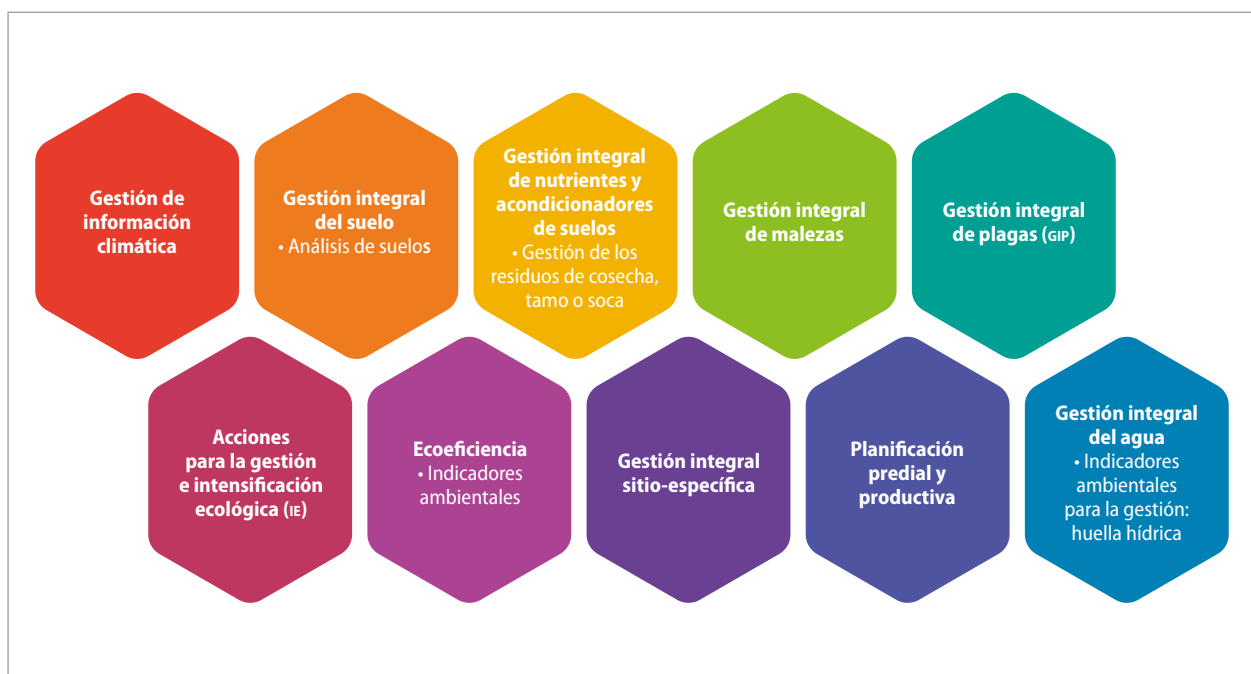 Gestión de
información
climática
Gestión integral
del suelo
• Análisis de suelos
Gestión integral
de nutrientes y
acondicionadores
de suelos
• Gestión de los
residuos de cosecha,
tamo o soca
Gestión integral
de malezas
Gestión integral
de plagas (GIP)
Acciones
para la gestión
e intensificación
ecológica (IE)
Ecoeficiencia
• Indicadores
ambientales
Gestión integral
sitio-específica
Planificación
predial y
productiva
Gestión integral
del agua
• Indicadores
ambientales
para la gestión:
huella hídrica